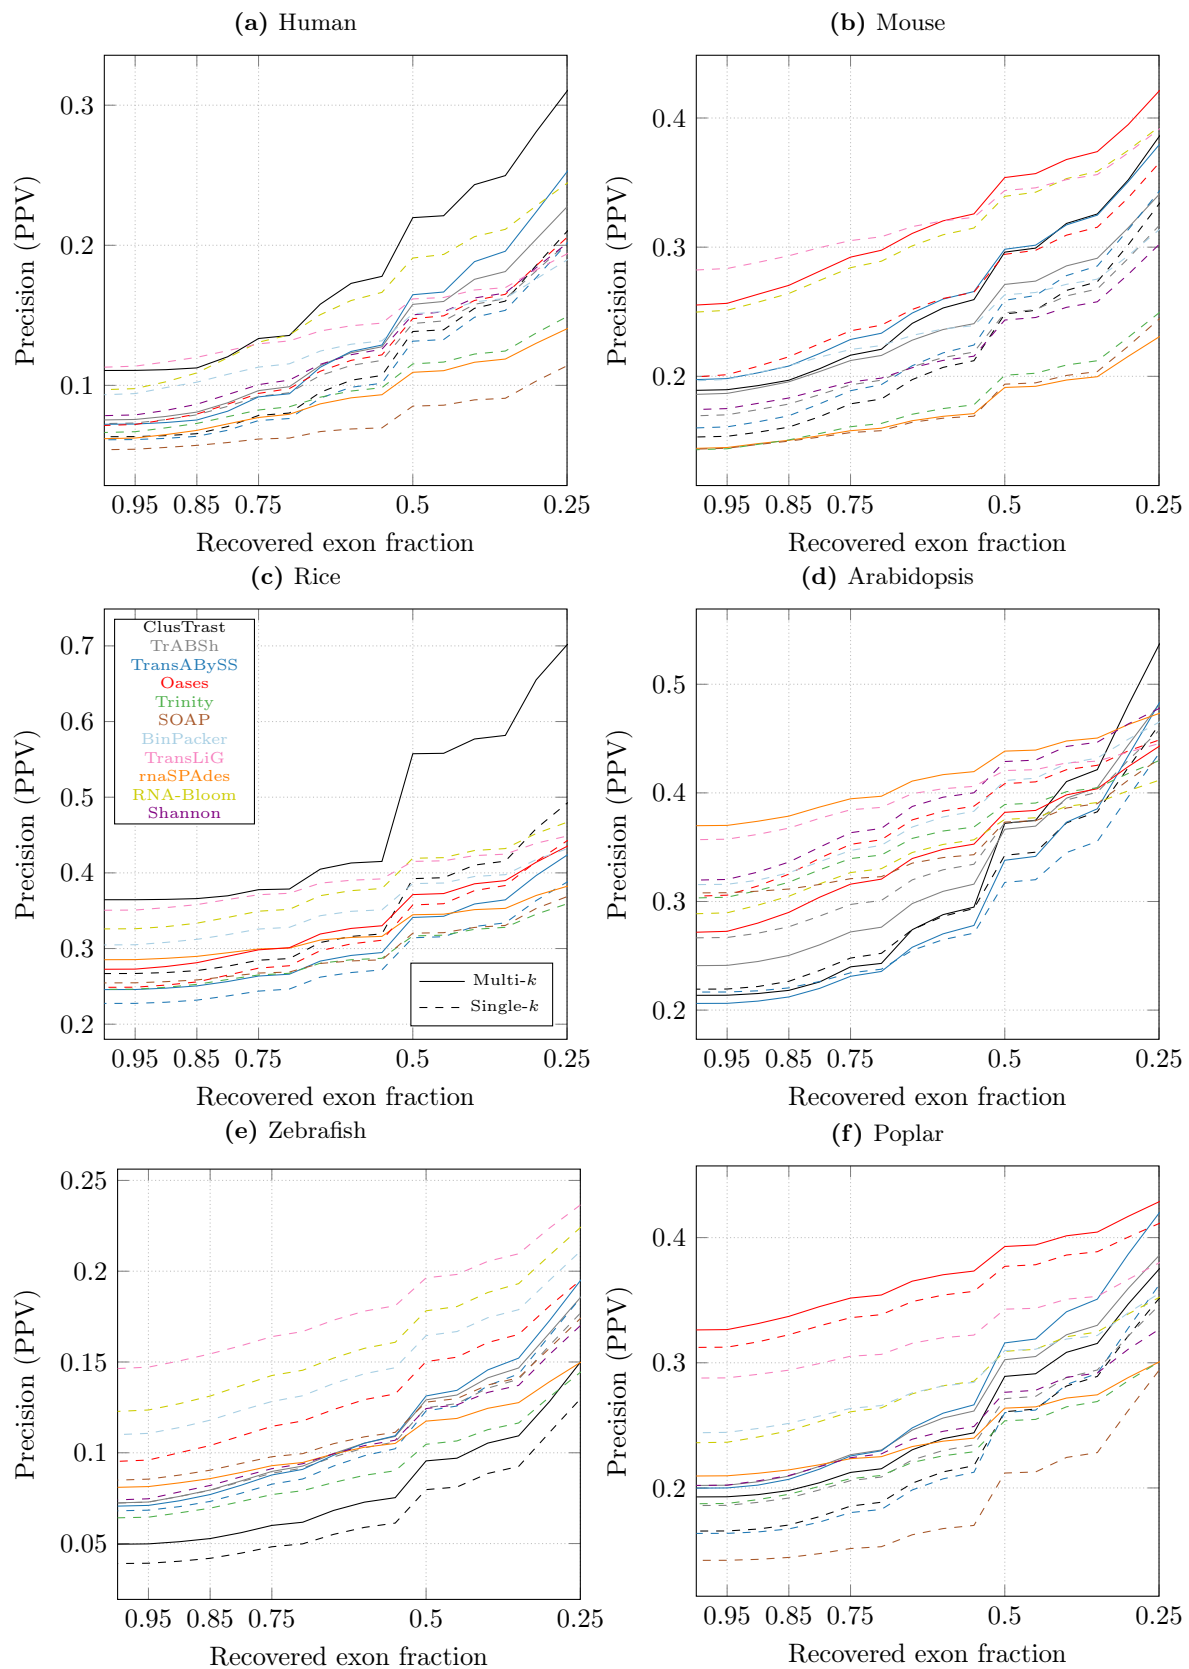 (a) Human
0.3
0.2
0.1
Precision (PPV)
0.95 0.85 0.75 0.5 0.25
Recovered exon fraction
(b) Mouse
0.4
0.3
0.2
Precision (PPV)
0.95 0.85 0.75 0.5 0.25
Recovered exon fraction
(c) Rice
0.7
0.6
0.5
0.4
0.3
0.2
Precision (PPV)
ClusTrast
TrABSh
TransABySS
Oases
Trinity
SOAP
BinPacker
TransLiG
rnaSPAdes
RNA-Bloom
Shannon
Multi-k
Single-k
0.95 0.85 0.75 0.5 0.25
Recovered exon fraction
(d) Arabidopsis
0.5
0.4
0.3
0.2
Precision (PPV)
0.95 0.85 0.75 0.5 0.25
Recovered exon fraction
(e) Zebrafish
0.25
0.2
0.15
0.1
0.05
Precision (PPV)
0.95 0.85 0.75 0.5 0.25
Recovered exon fraction
(f) Poplar
0.4
0.3
0.2
Precision (PPV)
0.95 0.85 0.75 0.5 0.25
Recovered exon fraction